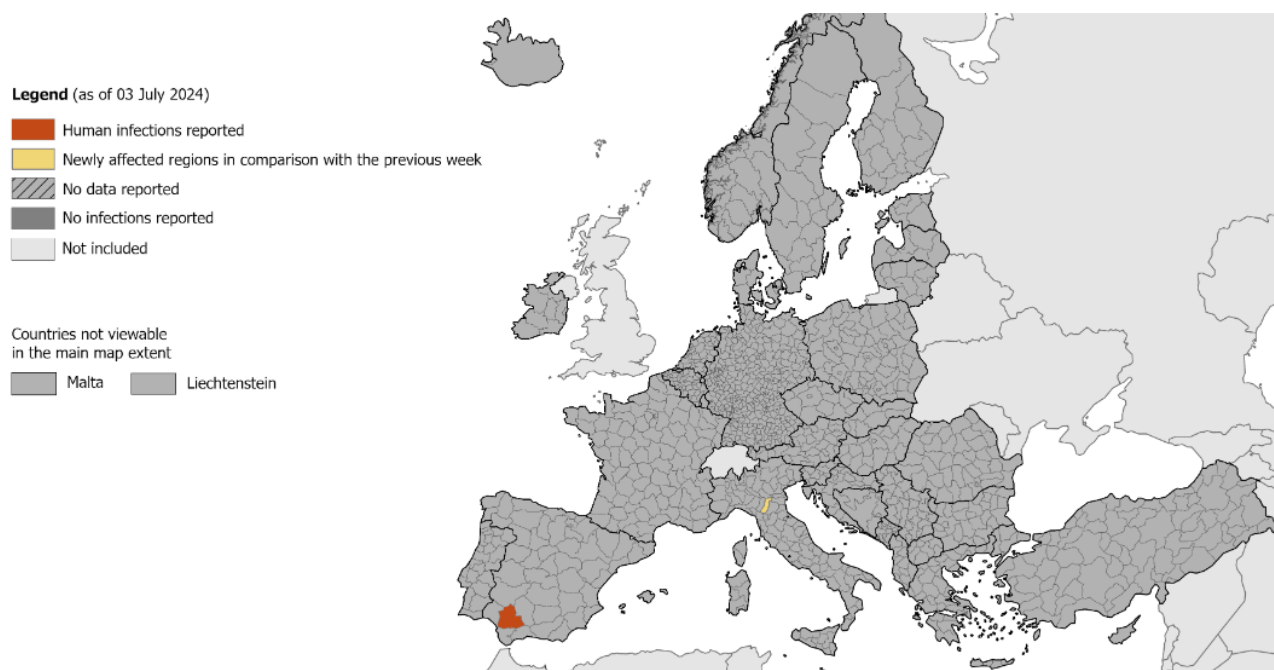 Legend (as of 03 July 2024)
Human infections reported
Newly affected regions in comparison with the previous week
No data reported
No infections reported
Not included
Countries not viewable
in the main map extent
Malta Liechtenstein